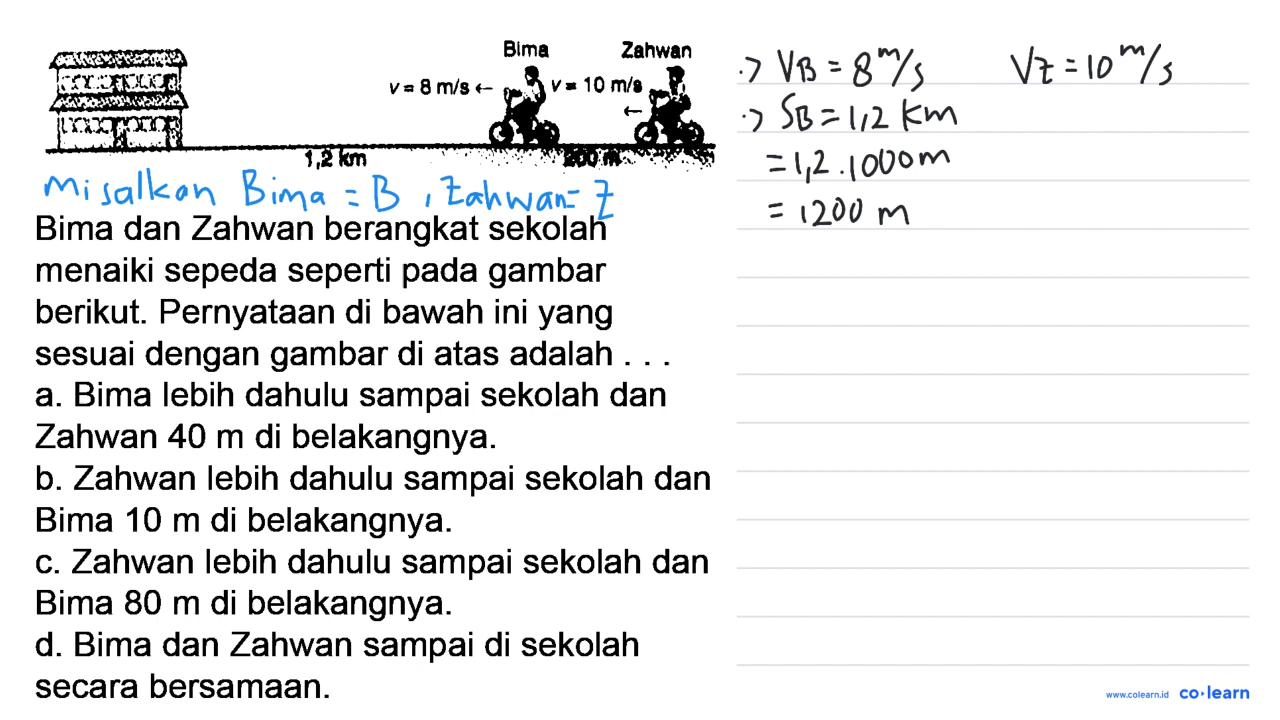 Bima Zahwan
v = 8 m/s ← v = 10 m/s
←
1,2 km 200 m
Misalkan Bima = B , Zahwan = Z
Bima dan Zahwan berangkat sekolah
menaiki sepeda seperti pada gambar
berikut. Pernyataan di bawah ini yang
sesuai dengan gambar di atas adalah . . .
a. Bima lebih dahulu sampai sekolah dan
Zahwan 40 m di belakangnya.
b. Zahwan lebih dahulu sampai sekolah dan
Bima 10 m di belakangnya.
c. Zahwan lebih dahulu sampai sekolah dan
Bima 80 m di belakangnya.
d. Bima dan Zahwan sampai di sekolah
secara bersamaan.
·> VB = 8 m/s VZ = 10 m/s
·> SB = 1,2 km
= 1,2 . 1000 m
= 1200 m
www.colearn.id co·learn